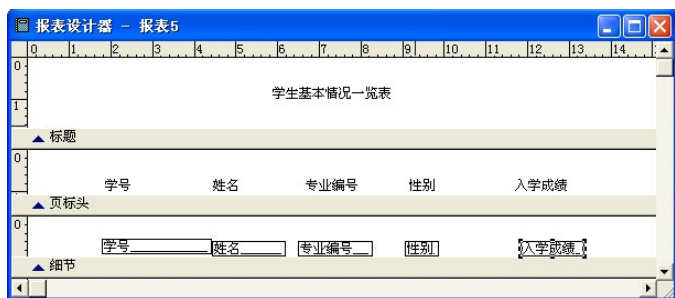 报表设计器 - 报表5
0 1 2 3 4 5 6 7 8 9 10 11 12 13 14
0
学生基本情况一览表
1
标题
0
学号 姓名 专业编号 性别 入学成绩
页标头
0
学号 姓名 专业编号 性别 入学成绩
细节